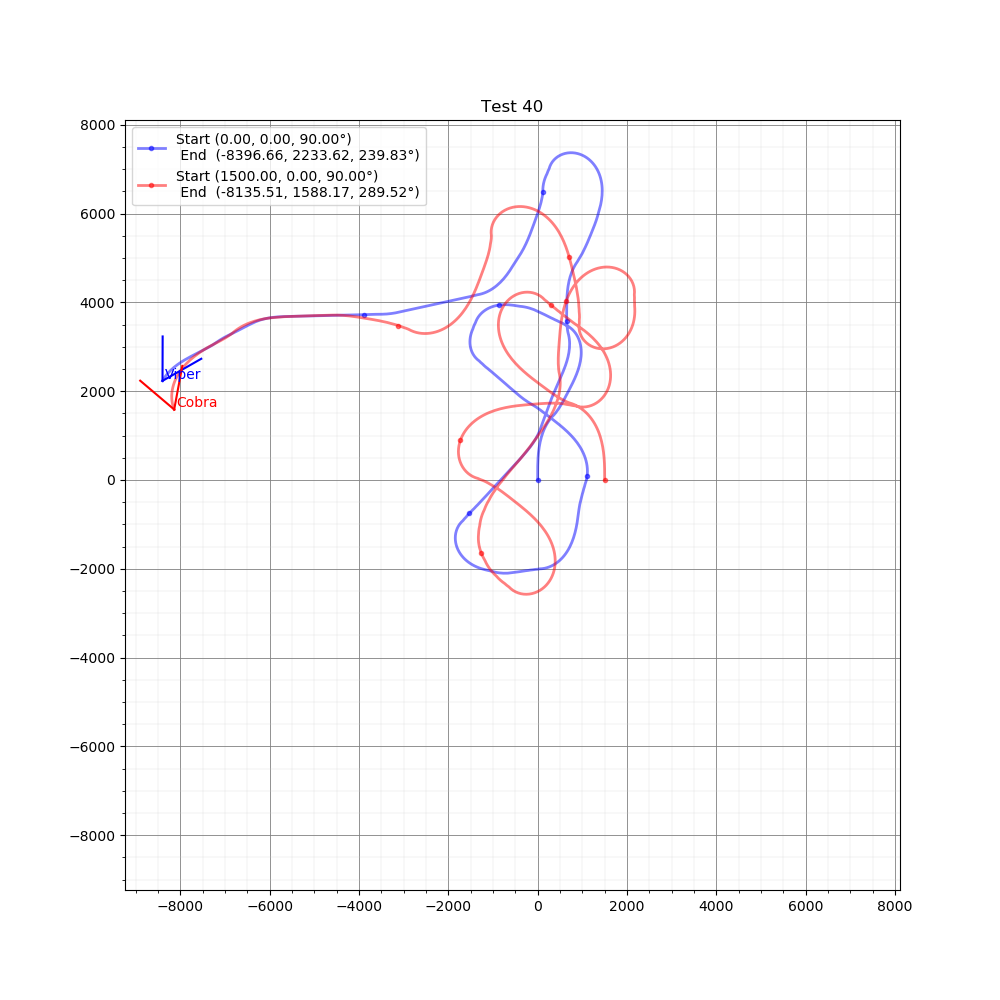 Test 40
Start (0.00, 0.00, 90.00°)
End  (-8396.66, 2233.62, 239.83°)
Start (1500.00, 0.00, 90.00°)
End  (-8135.51, 1588.17, 289.52°)
8000
6000
4000
2000
0
−2000
−4000
−6000
−8000
Viper
Cobra
−8000 −6000 −4000 −2000 0 2000 4000 6000 8000